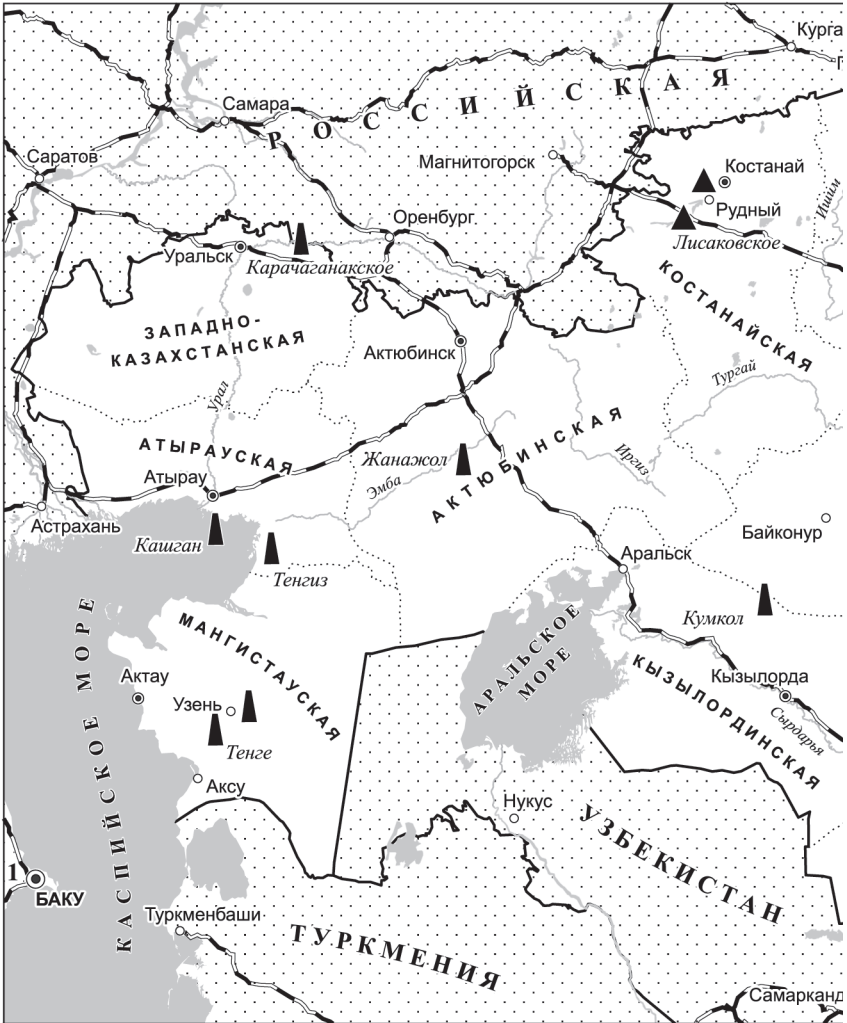 Курга
Г
Самара
РОССИЙСКАЯ
Магнитогорск
Костанай
Саратов
Рудный
Ишим
Оренбург
Лисаковское
Уральск
Карачаганакское
КОСТАНАЙСКАЯ
ЗАПАДНО-
КАЗАХСТАНСКАЯ
Актюбинск
Тургай
Урал
АТЫРАУСКАЯ
Жанажол
АКТЮБИНСКАЯ
Иргиз
Атырау
Эмба
Астрахань
Кашган
Байконур
Тенгиз
Аральск
Кумкол
МАНГИСТАУСКАЯ
АРАЛЬСКОЕ
МОРЕ
КЫЗЫЛОРДИНСКАЯ
Актау
Кызылорда
Узень
Сырдарья
Тенге
Аксу
КАСПИЙСКОЕ МОРЕ
Нукус
УЗБЕКИСТАН
1
БАКУ
Туркменбаши
ТУРКМЕНИЯ
Самарканд